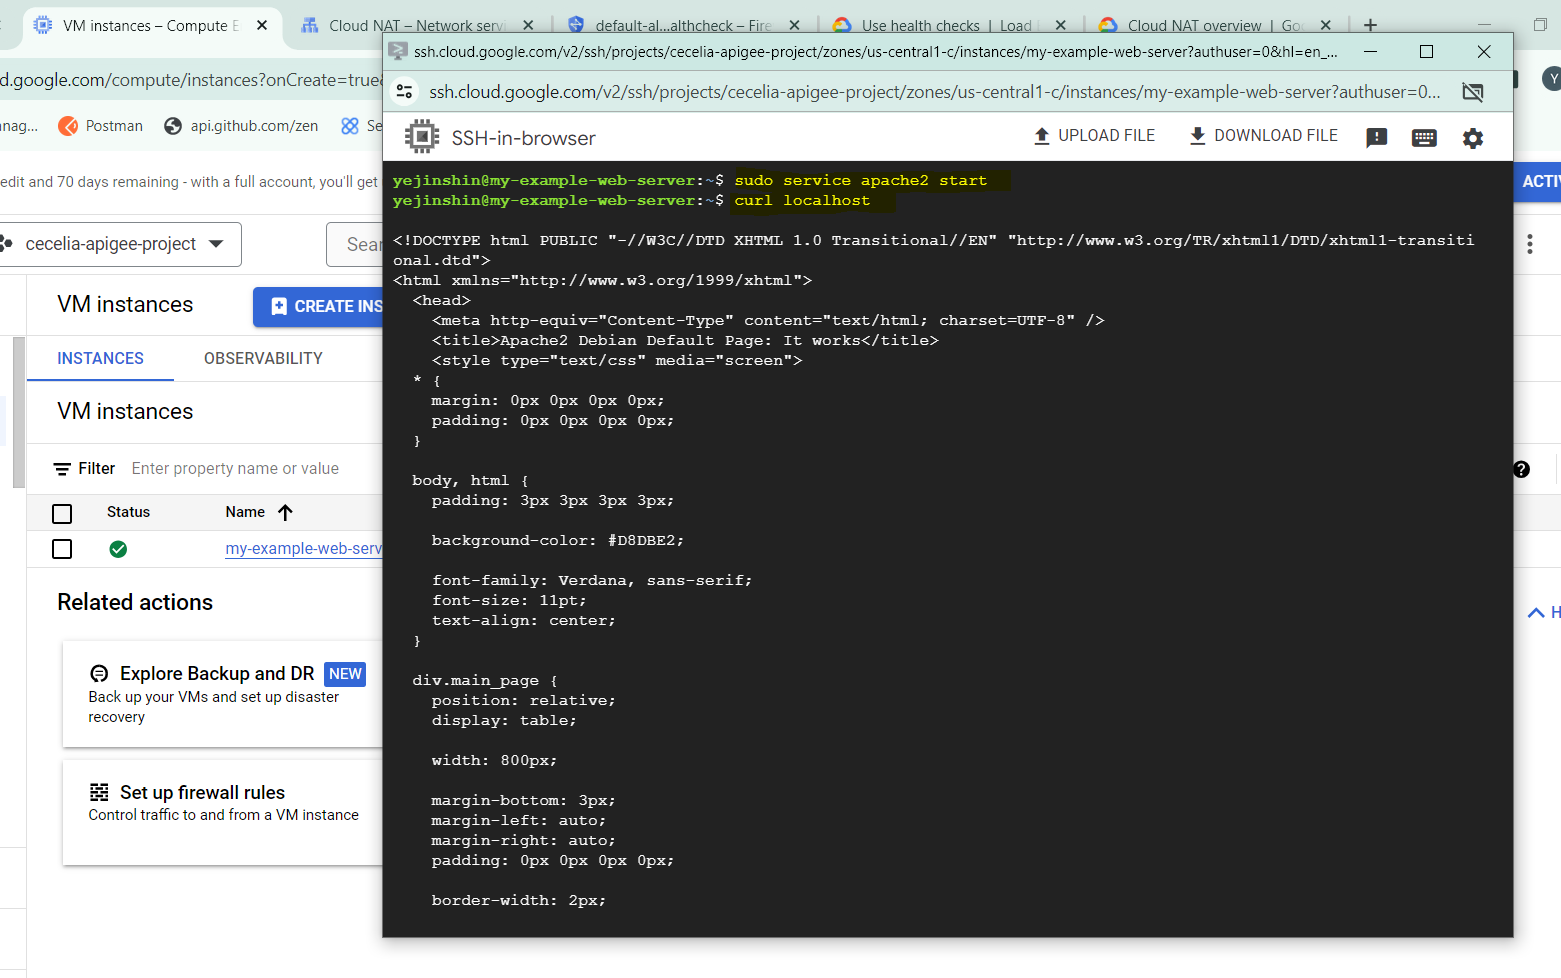 VM instances – Compute E
Cloud NAT – Network servi
default-al...althcheck – Fire
Use health checks | Load
Cloud NAT overview | Goo
ssh.cloud.google.com/v2/ssh/projects/cecelia-apigee-project/zones/us-central1-c/instances/my-example-web-server?authuser=0&hl=en_...
d.google.com/compute/instances?onCreate=true&
ssh.cloud.google.com/v2/ssh/projects/cecelia-apigee-project/zones/us-central1-c/instances/my-example-web-server?authuser=0...
Y
anag...
Postman
api.github.com/zen
Se
SSH-in-browser
UPLOAD FILE
DOWNLOAD FILE
edit and 70 days remaining - with a full account, you'll get
ACTI
cecelia-apigee-project
Sear
VM instances
CREATE INS
INSTANCES
OBSERVABILITY
VM instances
Filter Enter property name or value
Status
Name
my-example-web-serv
Related actions
Explore Backup and DR NEW
Back up your VMs and set up disaster
recovery
Set up firewall rules
Control traffic to and from a VM instance
H
yejinshin@my-example-web-server:~$ sudo service apache2 start
yejinshin@my-example-web-server:~$ curl localhost
<!DOCTYPE html PUBLIC "-//W3C//DTD XHTML 1.0 Transitional//EN" "http://www.w3.org/TR/xhtml1/DTD/xhtml1-transiti
onal.dtd">
<html xmlns="http://www.w3.org/1999/xhtml">
<head>
<meta http-equiv="Content-Type" content="text/html; charset=UTF-8" />
<title>Apache2 Debian Default Page: It works</title>
<style type="text/css" media="screen">
* {
margin: 0px 0px 0px 0px;
padding: 0px 0px 0px 0px;
}
body, html {
padding: 3px 3px 3px 3px;
background-color: #D8DBE2;
font-family: Verdana, sans-serif;
font-size: 11pt;
text-align: center;
}
div.main_page {
position: relative;
display: table;
width: 800px;
margin-bottom: 3px;
margin-left: auto;
margin-right: auto;
padding: 0px 0px 0px 0px;
border-width: 2px;